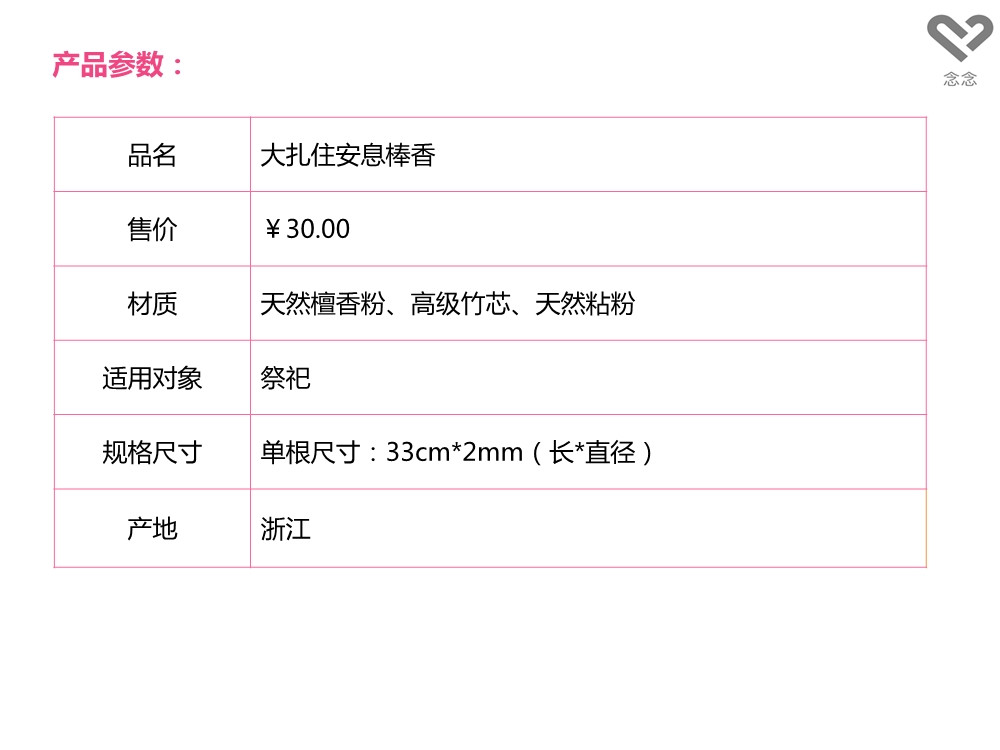 产品参数：
念念
品名 大扎住安息棒香
售价 ￥30.00
材质 天然檀香粉、高级竹芯、天然粘粉
适用对象 祭祀
规格尺寸 单根尺寸：33cm*2mm（长*直径）
产地 浙江